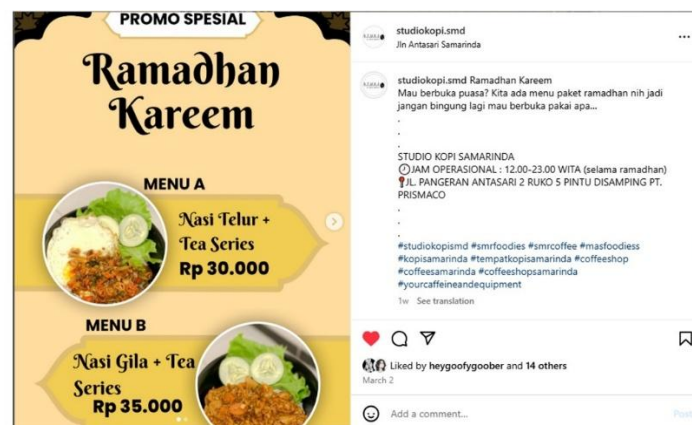 PROMO SPESIAL
Ramadhan
Kareem
MENU A
Nasi Telur +
Tea Series
Rp 30.000
MENU B
Nasi Gila + Tea
Series
Rp 35.000
studiokopi.smd
Jln Antasari Samarinda
studiokopi.smd Ramadhan Kareem
Mau berbuka puasa? Kita ada menu paket ramadhan nih jadi
jangan bingung lagi mau berbuka pakai apa...
.
.
.
STUDIO KOPI SAMARINDA
🕗JAM OPERASIONAL : 12.00-23.00 WITA (selama ramadhan)
📍JL. PANGERAN ANTASARI 2 RUKO 5 PINTU DISAMPING PT.
PRISMACO
.
.
.
#studiokopismd #smrfoodies #smrcoffee #masfoodiess
#kopisamarinda #tempatkopisamarinda #coffeeshop
#coffeesamarinda #coffeeshopsamarinda
#yourcaffeineandequipment
1w See translation
Liked by heygoofygoober and 14 others
March 2
Add a comment...
Post